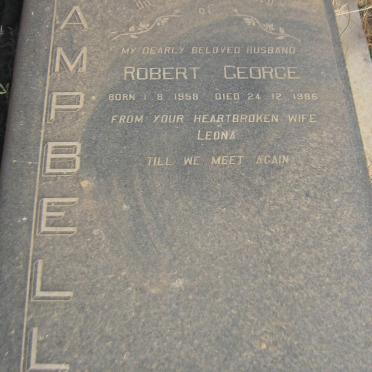 AMPBELL
OF
MY DEARLY BELOVED HUSBAND
ROBERT GEORGE
BORN 1. 8. 1958 DIED 24. 12. 1986
FROM YOUR HEARTBROKEN WIFE
LEONA
TILL WE MEET AGAIN